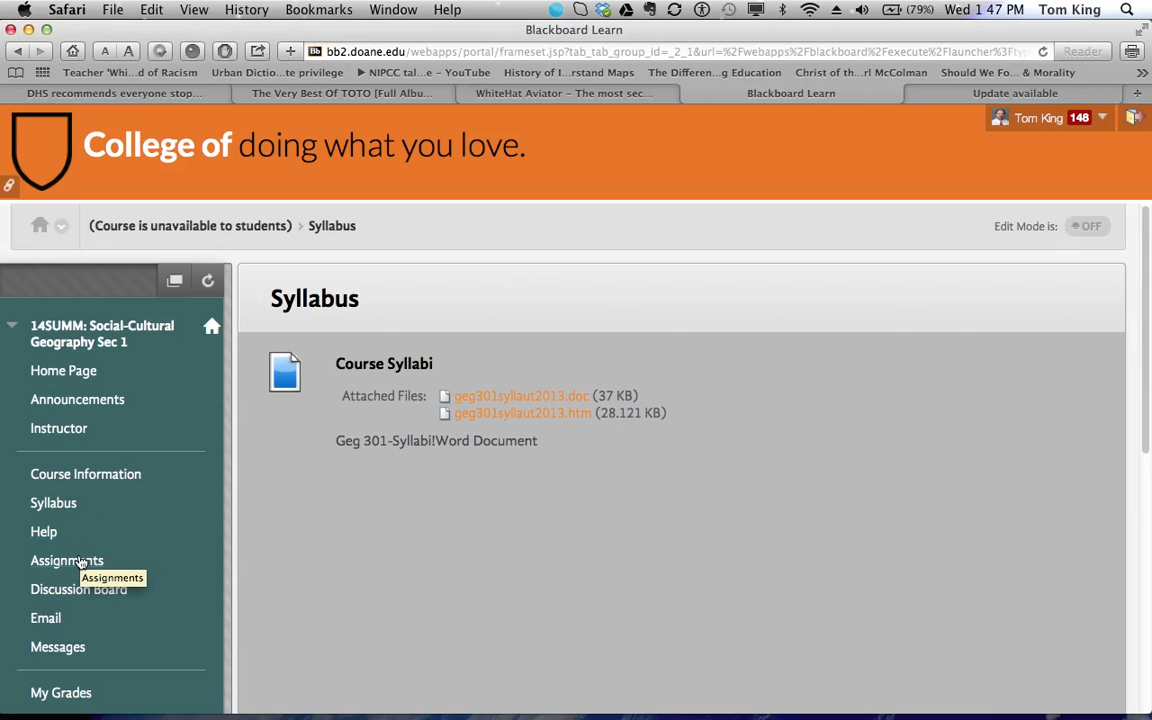 Safari File Edit View History Bookmarks Window Help (79%) Wed 1:47 PM Tom King
Blackboard Learn
A A bb2.doane.edu/webapps/portal/frameset.jsp?tab_tab_group_id=_2_1&url=%2Fwebapps%2Fblackboard%2Fexecute%2Flauncher%3Ftyp Reader
Teacher 'Whi...d of Racism Urban Dictio...te privilege NIPCC tal...e – YouTube History of I...rstand Maps The Differen...g Education Christ of th...rl McColman Should We Fo... & Morality
DHS recommends everyone stop... The Very Best Of TOTO [Full Albu... WhiteHat Aviator – The most sec... Blackboard Learn Update available
Tom King 148
College of doing what you love.
(Course is unavailable to students) > Syllabus Edit Mode is: OFF
Syllabus
14SUMM: Social-Cultural
Geography Sec 1
Home Page
Announcements
Instructor
Course Information
Syllabus
Help
Assignments
Assignments
Discussion Board
Email
Messages
My Grades
Course Syllabi
Attached Files: geg301syllaut2013.doc (37 KB)
geg301syllaut2013.htm (28.121 KB)
Geg 301-Syllabi!Word Document